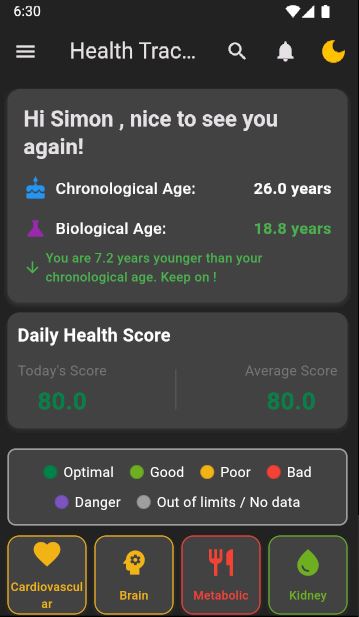 6:30
Health Trac...
Hi Simon , nice to see you
again!
Chronological Age: 26.0 years
Biological Age: 18.8 years
You are 7.2 years younger than your
chronological age. Keep on !
Daily Health Score
Today's Score Average Score
80.0 80.0
Optimal Good Poor Bad
Danger Out of limits / No data
Cardiovascul
ar
Brain
Metabolic
Kidney